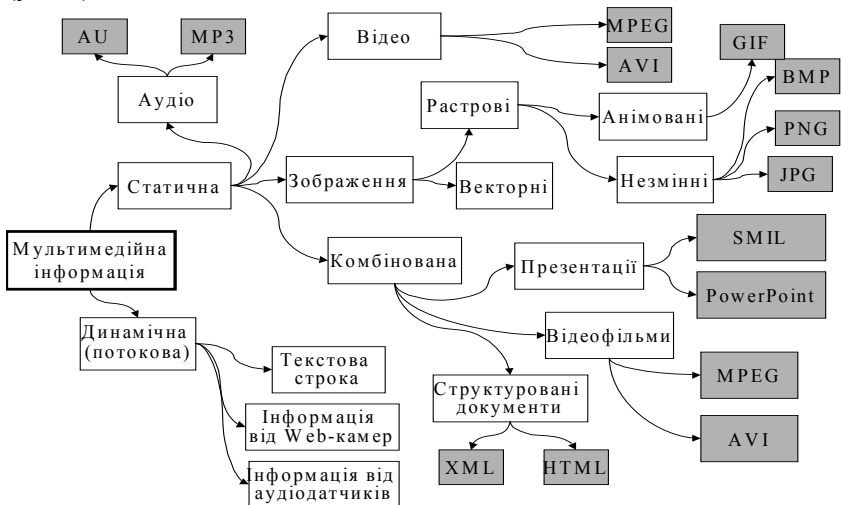 AU
MP3
Відео
MPEG
AVI
GIF
BMP
Аудіо
Растрові
Анімовані
PNG
JPG
Статична
Зображення
Векторні
Незмінні
Мультимедійна
інформація
Комбінована
Презентації
SMIL
PowerPoint
Динамічна
(потокова)
Відеофільми
Текстова
строка
MPEG
Структуровані
документи
Інформація
від Web-камер
AVI
XML
HTML
Інформація від
аудіодатчиків